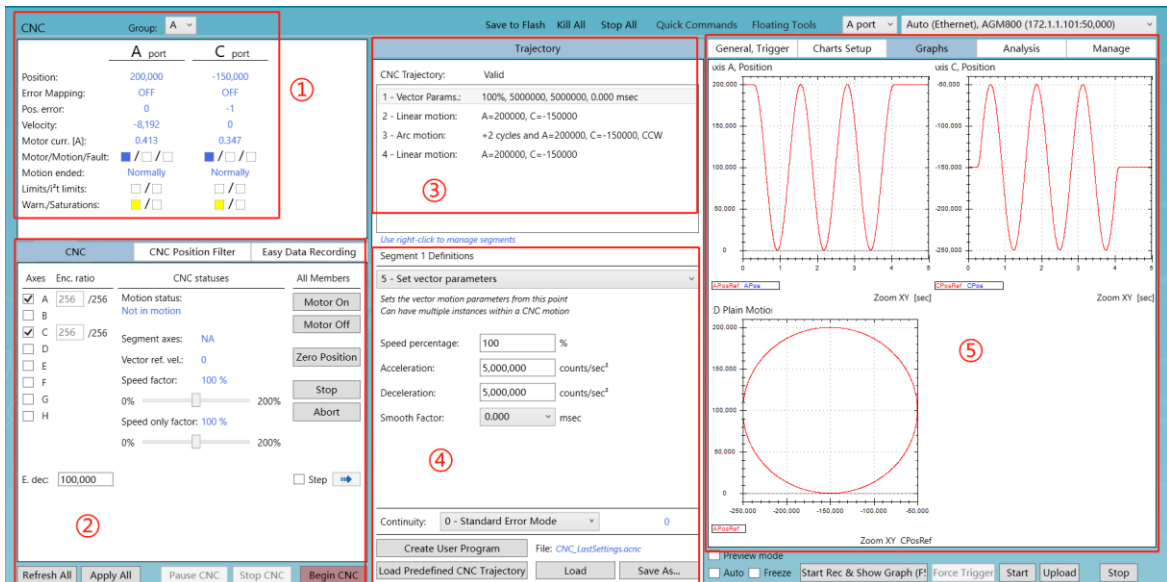 CNC Group: A Save to Flash Kill All Stop All Quick Commands Floating Tools A port Auto (Ethernet), AGM800 (172.1.1.101:50,000)
A port C port
Position: 200,000 -150,000
Error Mapping: OFF OFF
Pos. error: 0 -1
Velocity: -8,192 0
Motor curr. [A]: 0.413 0.347
Motor/Motion/Fault: / / / /
Motion ended: Normally Normally
Limits/i²t limits: / /
Warn./Saturations: / /
①
CNC CNC Position Filter Easy Data Recording
Axes Enc. ratio CNC statuses All Members
A 256 /256 Motion status: Motor On
B Not in motion
C 256 /256 Segment axes: NA Motor Off
D
E Vector ref. vel.: 0 Zero Position
F Speed factor: 100 %
G 0% 200% Stop
H Speed only factor: 100 % Abort
0% 200%
E. dec: 100,000 Step
②
Refresh All Apply All Pause CNC Stop CNC Begin CNC
Trajectory
CNC Trajectory: Valid
1 - Vector Params.: 100%, 5000000, 5000000, 0.000 msec
2 - Linear motion: A=200000, C=-150000
3 - Arc motion: +2 cycles and A=200000, C=-150000, CCW
4 - Linear motion: A=200000, C=-150000
③
Use right-click to manage segments
Segment 1 Definitions
5 - Set vector parameters
Sets the vector motion parameters from this point
Can have multiple instances within a CNC motion
Speed percentage: 100 %
Acceleration: 5,000,000 counts/sec²
Deceleration: 5,000,000 counts/sec²
Smooth Factor: 0.000 msec
④
Continuity: 0 - Standard Error Mode 0
Create User Program File: CNC_LastSettings.acnc
Load Predefined CNC Trajectory Load Save As...
General, Trigger Charts Setup Graphs Analysis Manage
xis A, Position
200,000
150,000
100,000
50,000
0
0 1 2 3 4 5
APosRef APos
Zoom XY [sec]
xis C, Position
-50,000
-100,000
-150,000
-200,000
-250,000
0 1 2 3 4 5
CPosRef CPos
Zoom XY [sec]
D Plain Motion
200,000
150,000
100,000
50,000
0
-250,000 -200,000 -150,000 -100,000 -50,000
APosRef
Zoom XY CPosRef
⑤
Preview mode
Auto Freeze Start Rec & Show Graph (F5 Force Trigger Start Upload Stop